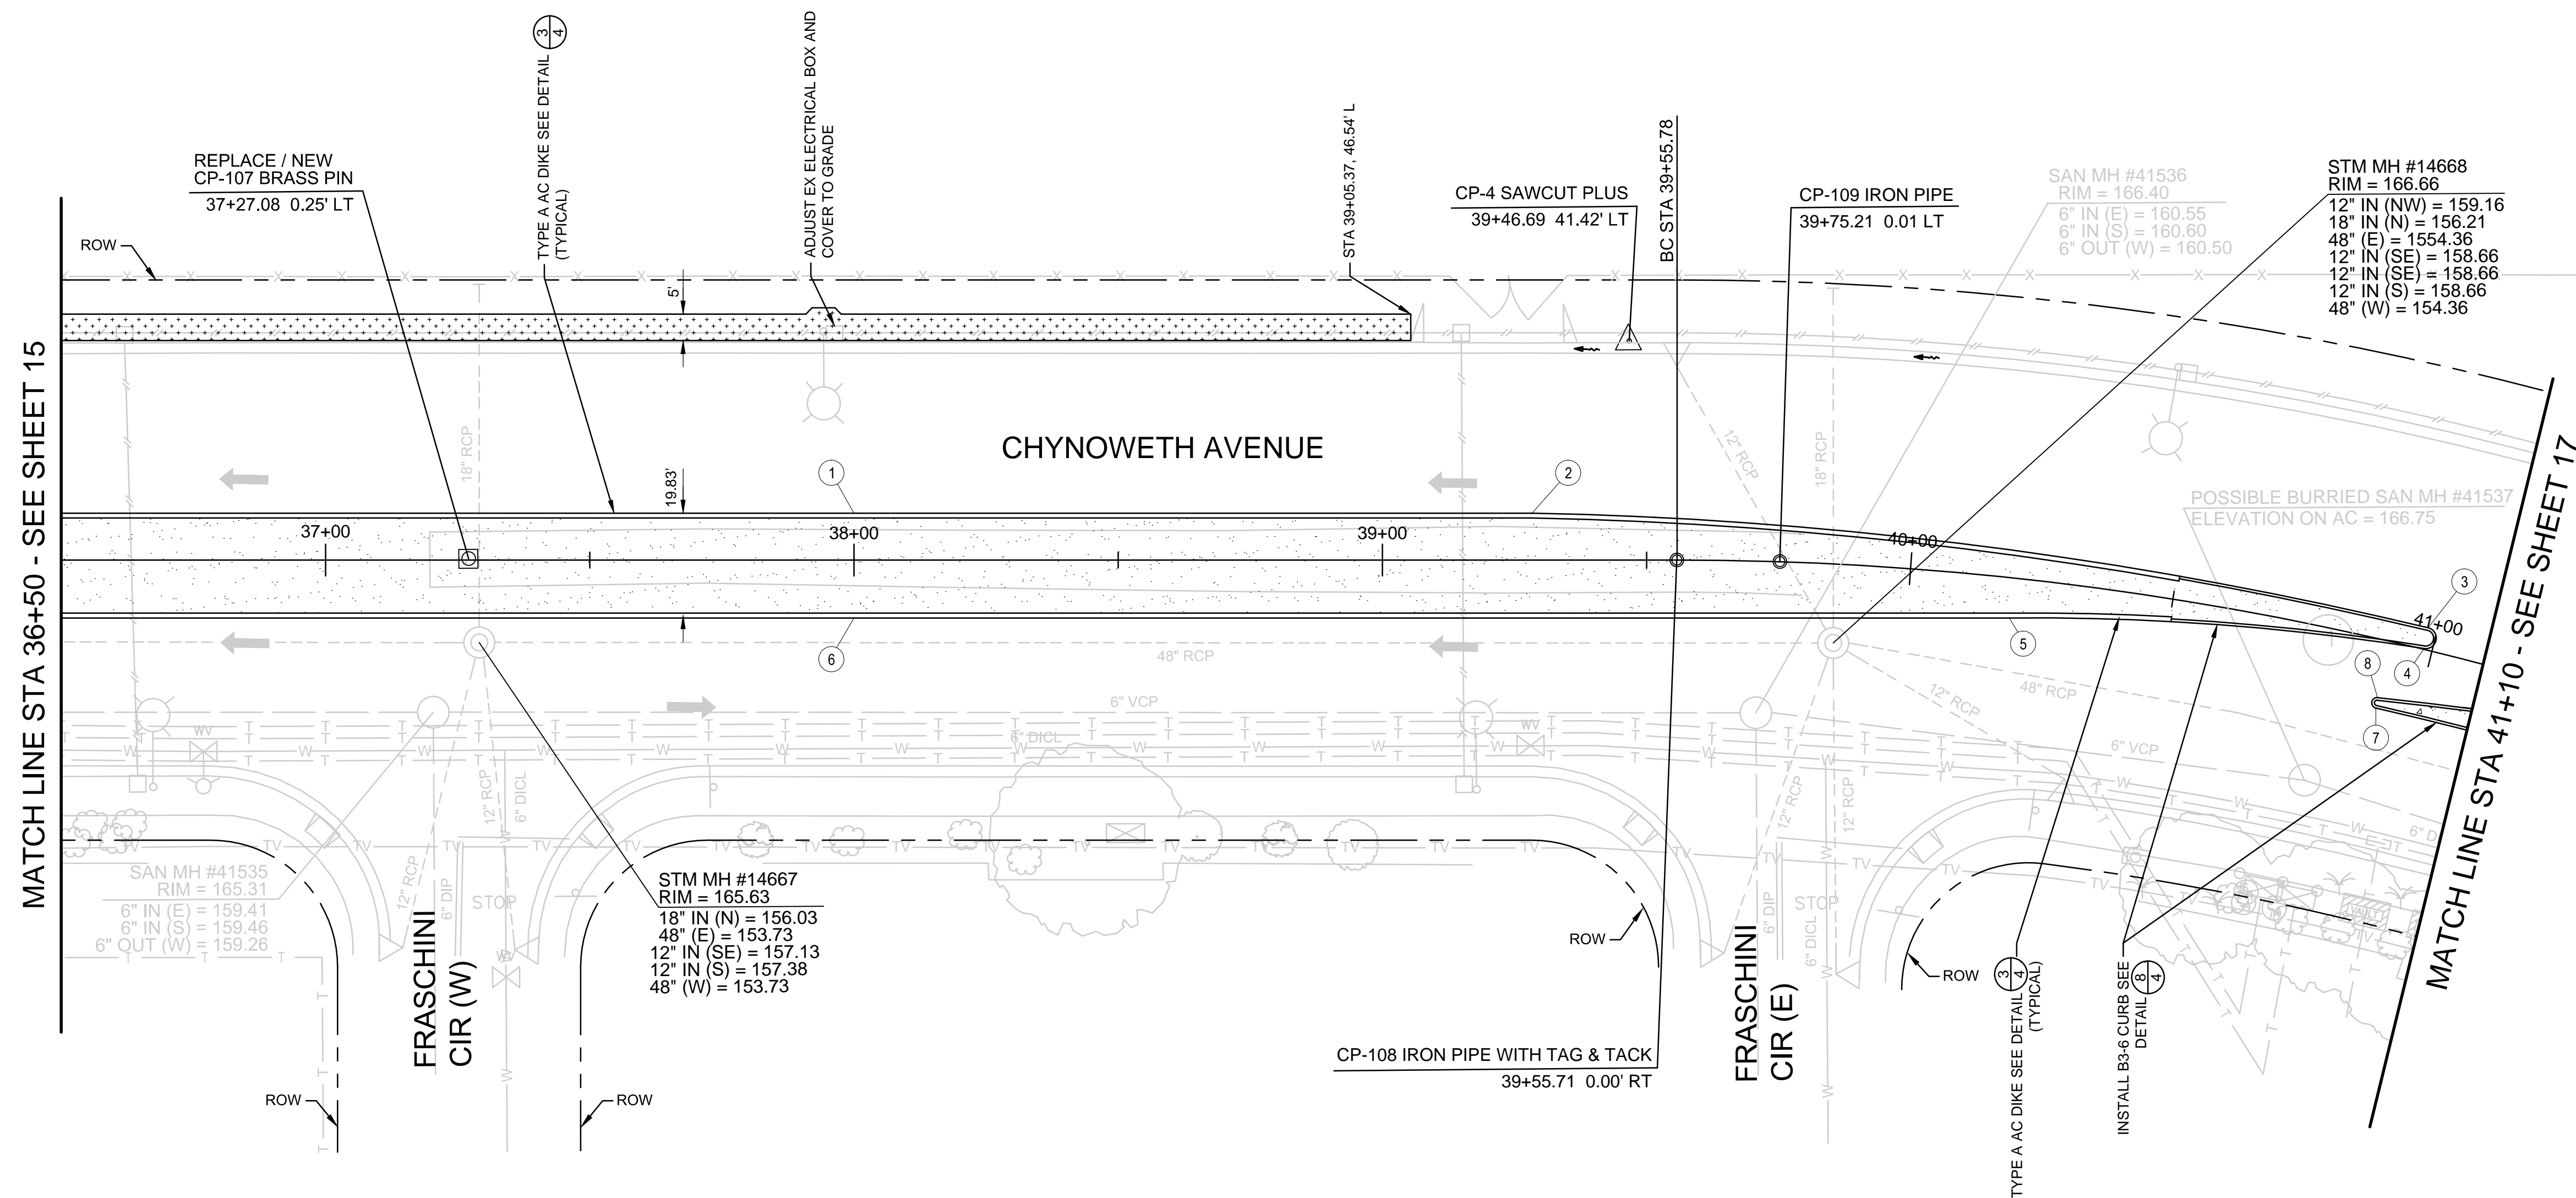 3
4
TYPE A AC DIKE SEE DETAIL
(TYPICAL)
ADJUST EX ELECTRICAL BOX AND
COVER TO GRADE
STA 39+05.37, 46.54' L
BC STA 39+55.78
REPLACE / NEW
CP-107 BRASS PIN
37+27.08 0.25' LT
CP-4 SAWCUT PLUS
39+46.69 41.42' LT
CP-109 IRON PIPE
39+75.21 0.01 LT
SAN MH #41536
RIM = 166.40
6" IN (E) = 160.55
6" IN (S) = 160.60
6" OUT (W) = 160.50
STM MH #14668
RIM = 166.66
12" IN (NW) = 159.16
18" IN (N) = 156.21
48" (E) = 1554.36
12" IN (SE) = 158.66
12" IN (SE) = 158.66
12" IN (S) = 158.66
48" (W) = 154.36
ROW
5'
MATCH LINE STA 36+50 - SEE SHEET 15
CHYNOWETH AVENUE
18" RCP
12" RCP
18" RCP
19.83'
1
2
POSSIBLE BURRIED SAN MH #41537
ELEVATION ON AC = 166.75
37+00
38+00
39+00
40+00
41+00
3
4
5
6
7
8
MATCH LINE STA 41+10 - SEE SHEET 17
48" RCP
48" RCP
12" RCP
6" VCP
6" VCP
6" DICL
WV
WV
12" RCP
6" DICL
12" RCP
12" RCP
6" D
SAN MH #41535
RIM = 165.31
6" IN (E) = 159.41
6" IN (S) = 159.46
6" OUT (W) = 159.26
12" RCP
6" DIP
STOP
WV
STM MH #14667
RIM = 165.63
18" IN (N) = 156.03
48" (E) = 153.73
12" IN (SE) = 157.13
12" IN (S) = 157.38
48" (W) = 153.73
FRASCHINI
CIR (W)
ROW
ROW
ROW
CP-108 IRON PIPE WITH TAG & TACK
39+55.71 0.00' RT
FRASCHINI
CIR (E)
6" DIP
STOP
6" DICL
ROW
VAULT
3
4
TYPE A AC DIKE SEE DETAIL
(TYPICAL)
INSTALL B3-6 CURB SEE
DETAIL
8
4